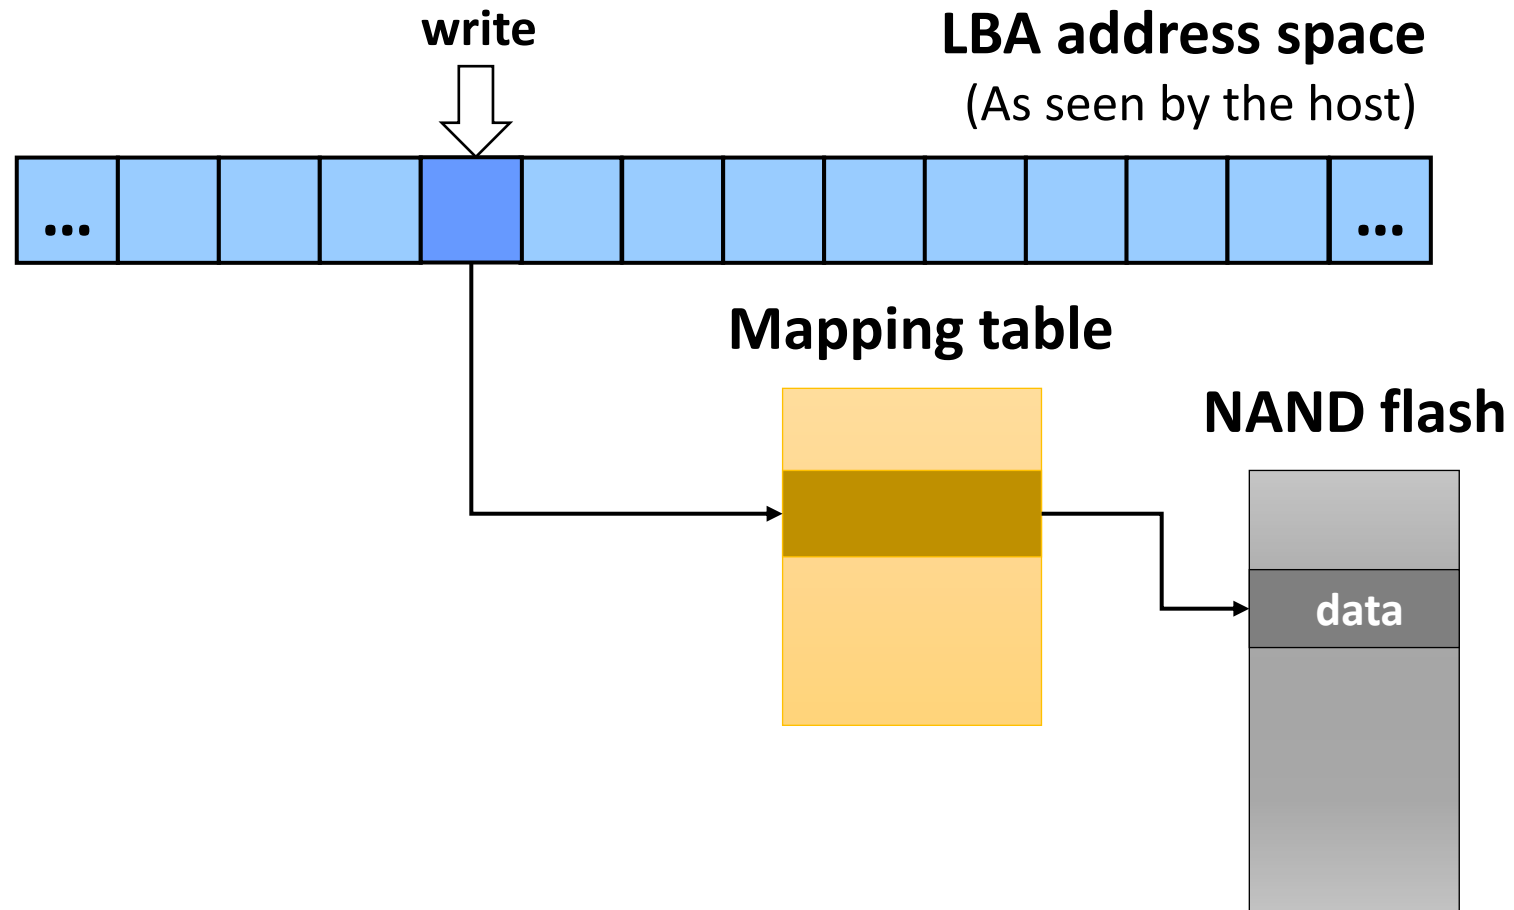 write
LBA address space
(As seen by the host)
...
...
Mapping table
NAND flash
data